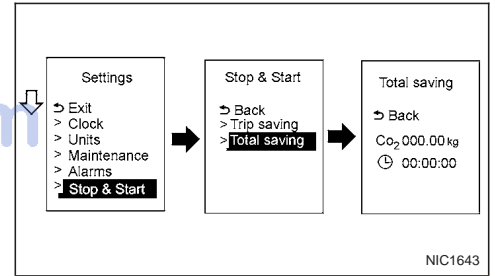 Settings
⮌ Exit
> Clock
> Units
> Maintenance
> Alarms
> Stop & Start
Stop & Start
⮌ Back
> Trip saving
> Total saving
Total saving
⮌ Back
Co2 000.00 kg
00:00:00
NIC1643